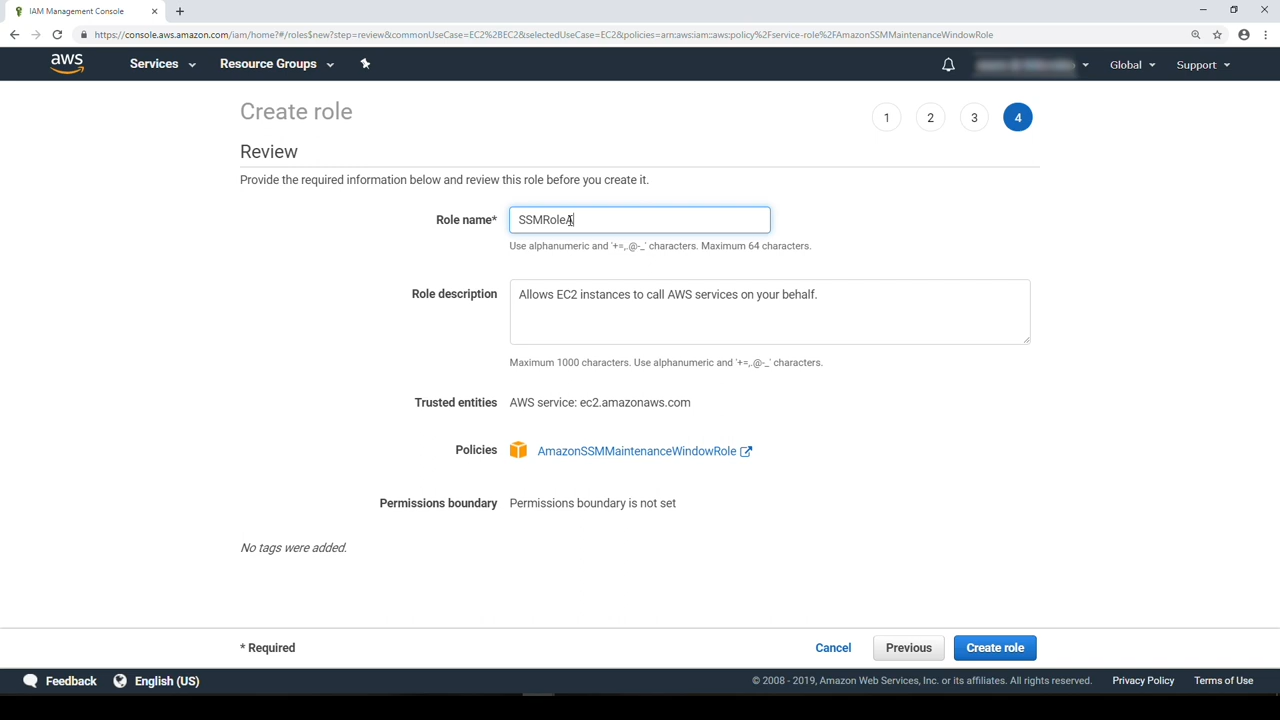 IAM Management Console
https://console.aws.amazon.com/iam/home?#/roles$new?step=review&commonUseCase=EC2%2BEC2&selectedUseCase=EC2&policies=arn:aws:iam::aws:policy%2Fservice-role%2FAmazonSSMMaintenanceWindowRole
aws Services Resource Groups Global Support
Create role
1 2 3 4
Review
Provide the required information below and review this role before you create it.
Role name* SSMRoleA
Use alphanumeric and '+=,.@-_' characters. Maximum 64 characters.
Role description Allows EC2 instances to call AWS services on your behalf.
Maximum 1000 characters. Use alphanumeric and '+=,.@-_' characters.
Trusted entities AWS service: ec2.amazonaws.com
Policies AmazonSSMMaintenanceWindowRole
Permissions boundary Permissions boundary is not set
No tags were added.
* Required Cancel Previous Create role
Feedback English (US) © 2008 - 2019, Amazon Web Services, Inc. or its affiliates. All rights reserved. Privacy Policy Terms of Use